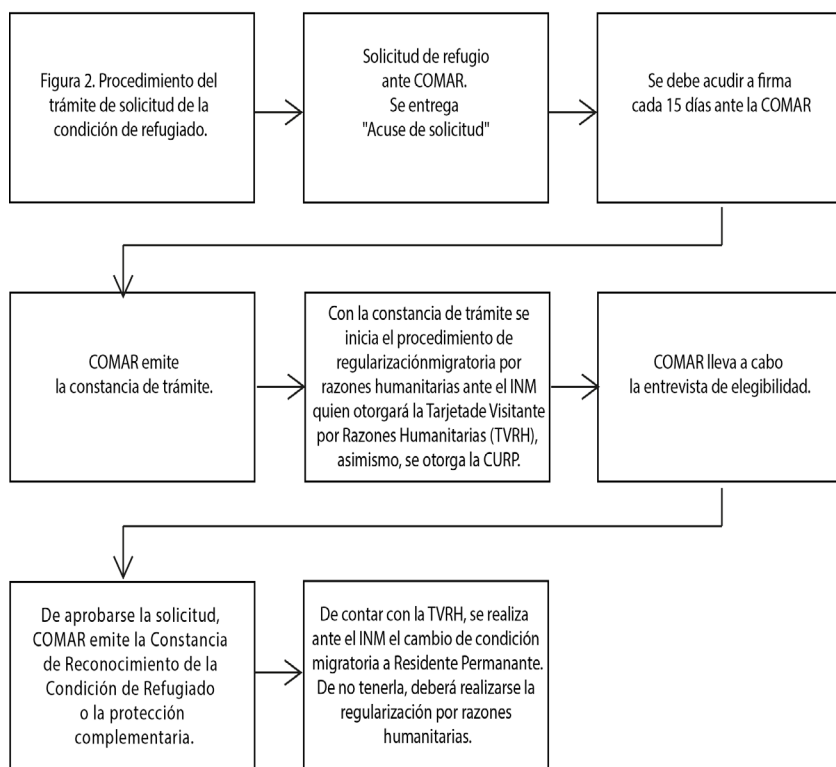 Figura 2. Procedimiento del
trámite de solicitud de la
condición de refugiado.
Solicitud de refugio
ante COMAR.
Se entrega
"Acuse de solicitud"
Se debe acudir a firma
cada 15 días ante la COMAR
COMAR emite
la constancia de trámite.
Con la constancia de trámite se
inicia el procedimiento de
regularizaciónmigratoria por
razones humanitarias ante el INM
quien otorgará la Tarjetade Visitante
por Razones Humanitarias (TVRH),
asimismo, se otorga la CURP.
COMAR lleva a cabo
la entrevista de elegibilidad.
De aprobarse la solicitud,
COMAR emite la Constancia
de Reconocimiento de la
Condición de Refugiado
o la protección
complementaria.
De contar con la TVRH, se realiza
ante el INM el cambio de condición
migratoria a Residente Permanante.
De no tenerla, deberá realizarse la
regularización por razones
humanitarias.